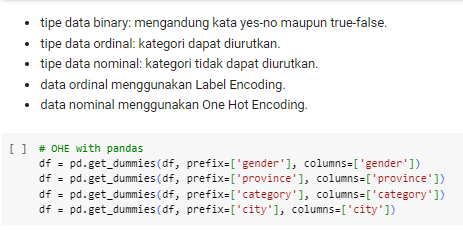 • tipe data binary: mengandung kata yes-no maupun true-false.
• tipe data ordinal: kategori dapat diurutkan.
• tipe data nominal: kategori tidak dapat diurutkan.
• data ordinal menggunakan Label Encoding.
• data nominal menggunakan One Hot Encoding.
[ ] # OHE with pandas
df = pd.get_dummies(df, prefix=['gender'], columns=['gender'])
df = pd.get_dummies(df, prefix=['province'], columns=['province'])
df = pd.get_dummies(df, prefix=['category'], columns=['category'])
df = pd.get_dummies(df, prefix=['city'], columns=['city'])